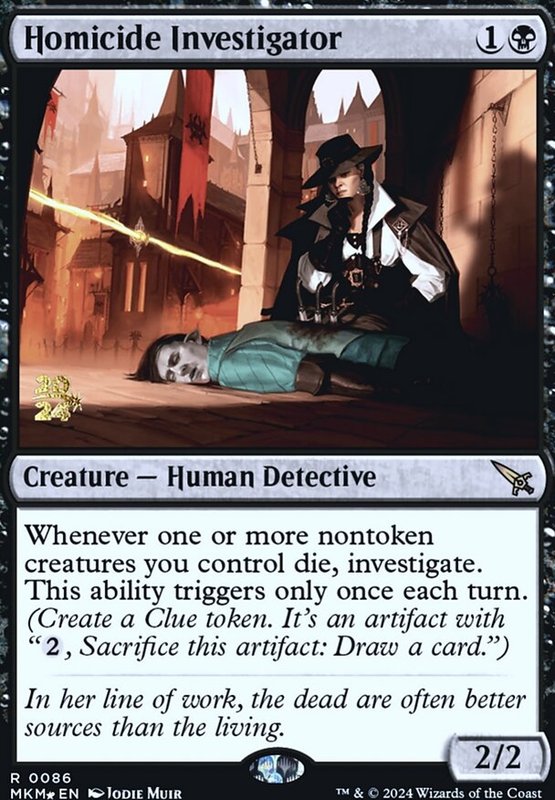 Homicide Investigator 1
20
24
Creature — Human Detective
Whenever one or more nontoken
creatures you control die, investigate.
This ability triggers only once each turn.
(Create a Clue token. It's an artifact with
“2, Sacrifice this artifact: Draw a card.”)
In her line of work, the dead are often better
sources than the living.
2/2
R 0086
MKM★EN Jodie Muir
™ & © 2024 Wizards of the Coast